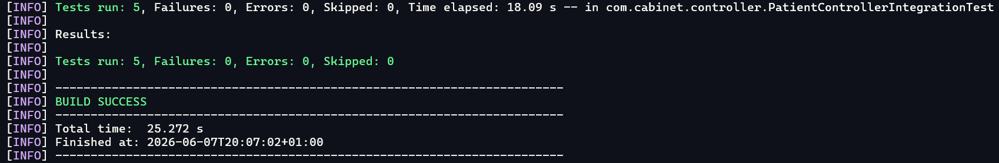 [INFO] Tests run: 5, Failures: 0, Errors: 0, Skipped: 0, Time elapsed: 18.09 s -- in com.cabinet.controller.PatientControllerIntegrationTest
[INFO]
[INFO] Results:
[INFO]
[INFO] Tests run: 5, Failures: 0, Errors: 0, Skipped: 0
[INFO]
[INFO] ------------------------------------------------------------------------
[INFO] BUILD SUCCESS
[INFO] ------------------------------------------------------------------------
[INFO] Total time:  25.272 s
[INFO] Finished at: 2026-06-07T20:07:02+01:00
[INFO] ------------------------------------------------------------------------